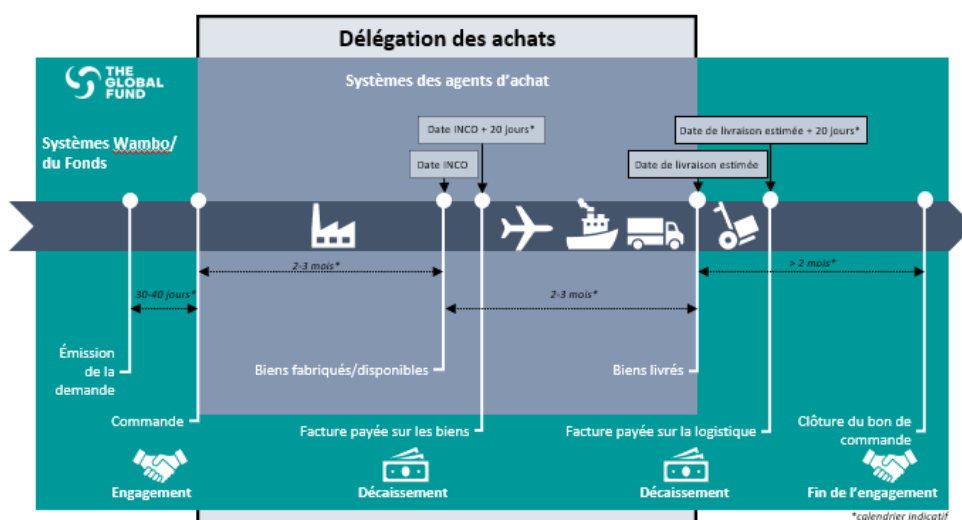 Délégation des achats
THE
GLOBAL
FUND
Systèmes des agents d'achat
Systèmes Wambo/
du Fonds
Date INCO + 20 jours*
Date de livraison estimée + 20 jours*
Date INCO
Date de livraison estimée
2-3 mois*
> 2 mois*
30-40 jours*
2-3 mois*
Émission
de la
demande
Biens fabriqués/disponibles
Biens livrés
Commande
Facture payée sur les biens
Facture payée sur la logistique
Clôture du bon de
commande
Engagement
Décaissement
Décaissement
Fin de l'engagement
*calendrier indicatif